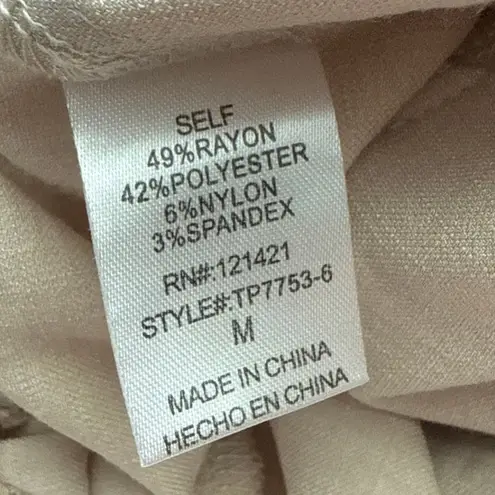 SELF
49%RAYON
42%POLYESTER
6%NYLON
3%SPANDEX
RN#:121421
STYLE#:TP7753-6
M
MADE IN CHINA
HECHO EN CHINA